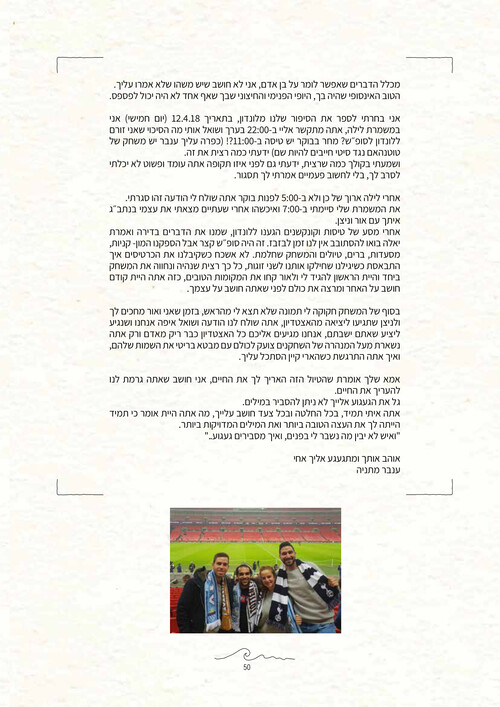 מכלל הדברים שאפשר לומר על בן אדם, אני לא חושב שיש משהו שלא אמרו עליך.
הטוב האינסופי שהיה בך, היופי הפנימי והחיצוני שבך שאף אחד לא היה יכול לפספס.
אני בחרתי לספר את הסיפור שלנו מלונדון, בתאריך 12.4.18 (יום חמישי) אני
במשמרת לילה, אתה מתקשר אליי ב-22:00 בערך ושואל אותי מה הסיכוי שאני זורם
ללונדון לסופ״ש? מחר בבוקר יש טיסה ב-11:00!? (כפרה עליך ענבר יש משחק של
טוטנהאם נגד סיטי חייבים להיות שם) ידעתי כמה רצית את זה.
ושמעתי בקולך כמה שרצית, ידעתי גם לפני איזו תקופה אתה עומד ופשוט לא יכלתי
לסרב לך, בלי לחשוב פעמיים אמרתי לך תסגור.
אחרי לילה ארוך של כן ולא ב-5:00 לפנות בוקר אתה שולח לי הודעה זהו סגרתי.
את המשמרת שלי סיימתי ב-7:00 ואיכשהו אחרי שעתיים מצאתי את עצמי בנתב״ג
איתך עם אור וניצן.
אחרי מסע של טיסות וקונקשנים הגענו ללונדון, שמנו את הדברים בדירה ואמרת
יאלה בואו להסתובב אין לנו זמן לבזבז. זה היה סופ״ש קצר אבל הספקנו המון- קניות,
מסעדות, ברים, טיולים והמשחק שחלמת. לא אשכח כשקיבלנו את הכרטיסים איך
התבאסת כשגילינו שחילקו אותנו לשני זוגות, כל כך רצית שנהיה ונחווה את המשחק
ביחד והיית הראשון להגיד לי ולאור קחו את המקומות הטובים, כזה אתה היית קודם
חושב על האחר ומרצה את כולם לפני שאתה חושב על עצמך.
בסוף של המשחק חקוקה לי תמונה שלא תצא לי מהראש, בזמן שאני ואור מחכים לך
ולניצן שתגיעו ליציאה מהאצטדיון, אתה שולח לנו הודעה ושואל איפה אנחנו ושנגיע
ליציע שאתם ישבתם, אנחנו מגיעים אליכם כל האצטדיון כבר ריק מאדם ורק אתה
נשארת מעל המנהרה של השחקנים צועק לכולם עם מבטא בריטי את השמות שלהם,
ואיך אתה התרגשת כשהארי קיין הסתכל עליך.
אמא שלך אומרת שהטיול הזה האריך לך את החיים, אני חושב שאתה גרמת לנו
להעריך את החיים.
גל את הגעגוע אלייך לא ניתן להסביר במילים.
אתה איתי תמיד, בכל החלטה ובכל צעד חושב עלייך, מה אתה היית אומר כי תמיד
הייתה לך את העצה הטובה ביותר ואת המילים המדויקות ביותר.
"ואיש לא יבין מה נשבר לי בפנים, ואיך מסבירים געגוע.."
אוהב אותך ומתגעגע אליך אחי
ענבר מתניה
50